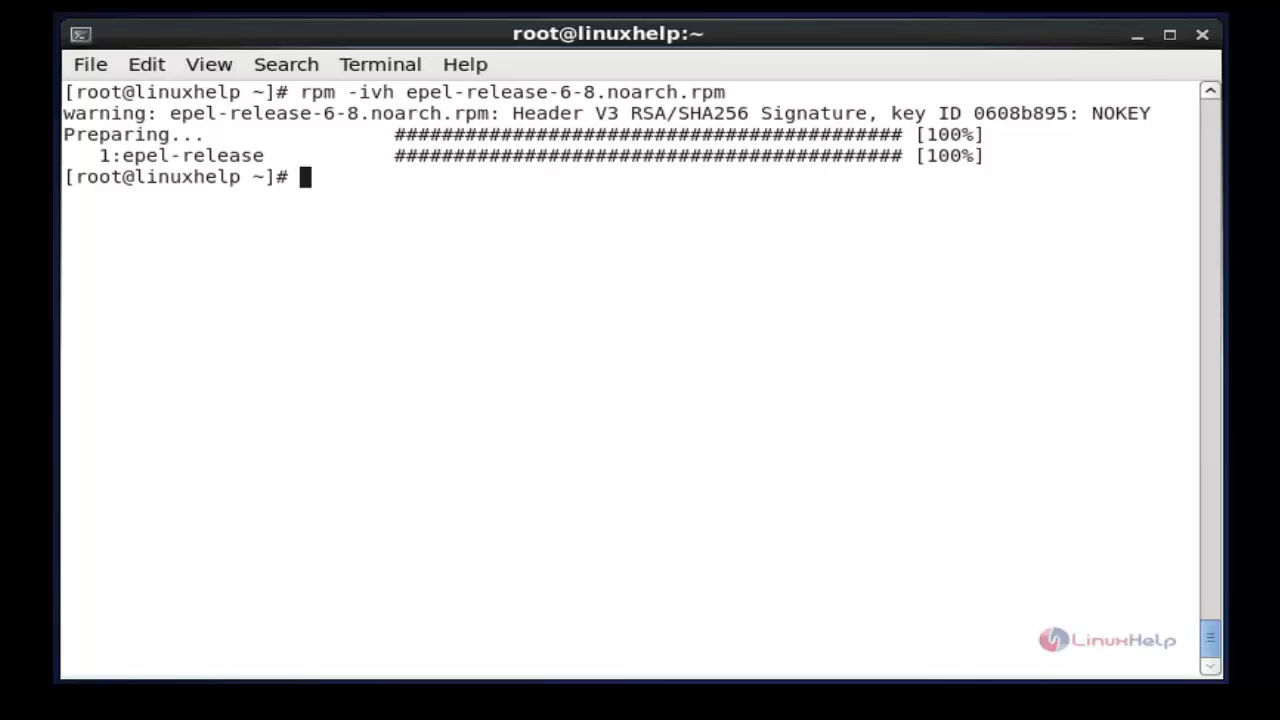 root@linuxhelp:~
File Edit View Search Terminal Help
[root@linuxhelp ~]# rpm -ivh epel-release-6-8.noarch.rpm
warning: epel-release-6-8.noarch.rpm: Header V3 RSA/SHA256 Signature, key ID 0608b895: NOKEY
Preparing... ########################################### [100%]
1:epel-release ########################################### [100%]
[root@linuxhelp ~]#
LinuxHelp